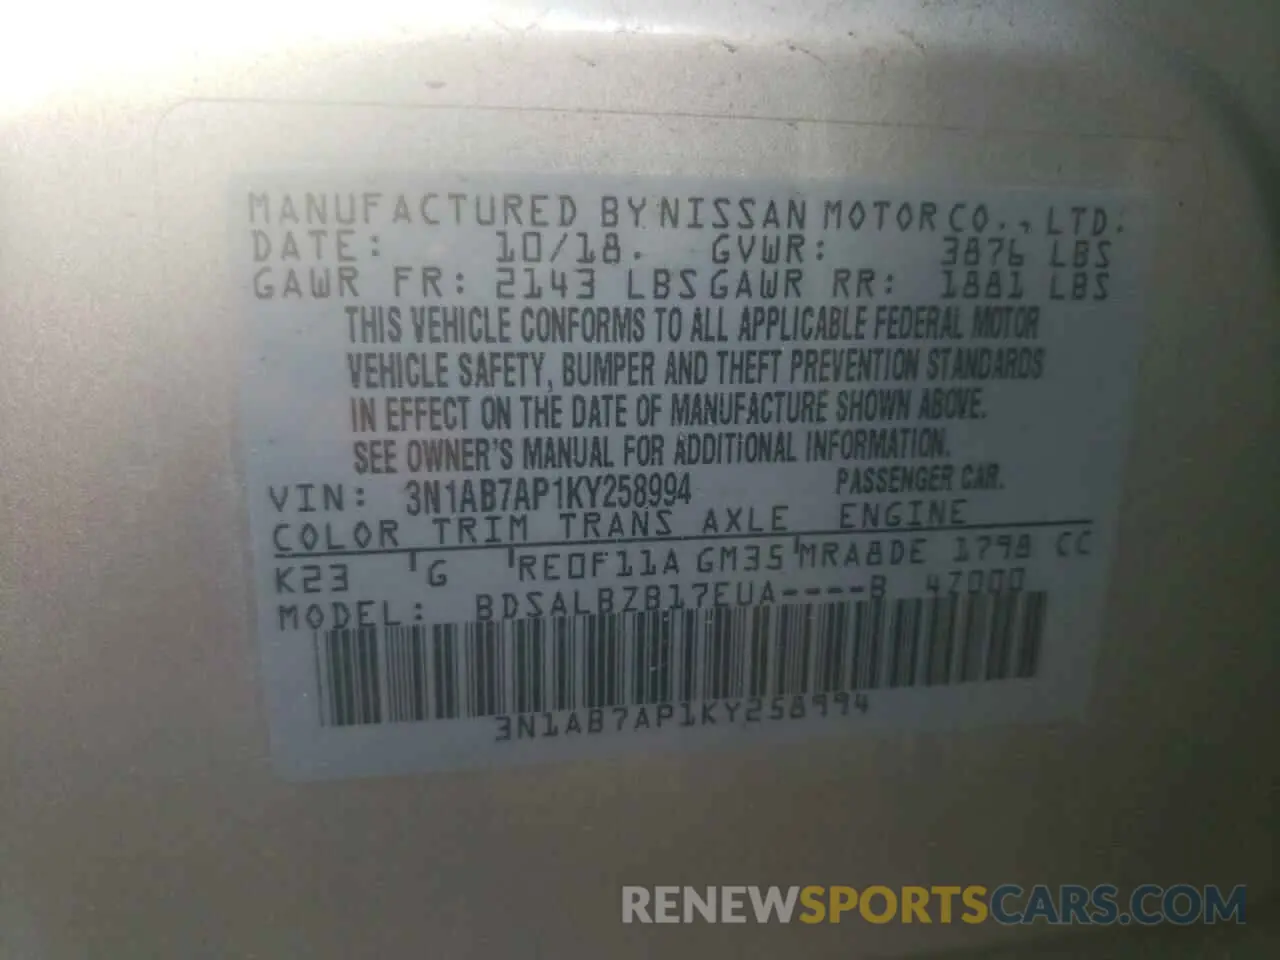 MANUFACTURED BY NISSAN MOTOR CO., LTD.
DATE: 10/18. GVWR: 3876 LBS
GAWR FR: 2143 LBS GAWR RR: 1881 LBS
THIS VEHICLE CONFORMS TO ALL APPLICABLE FEDERAL MOTOR
VEHICLE SAFETY, BUMPER AND THEFT PREVENTION STANDARDS
IN EFFECT ON THE DATE OF MANUFACTURE SHOWN ABOVE.
SEE OWNER'S MANUAL FOR ADDITIONAL INFORMATION.
VIN: 3N1AB7AP1KY258994 PASSENGER CAR.
COLOR TRIM TRANS AXLE ENGINE
K23 G RE0F11A GM35 MRA8DE 1798 CC
MODEL: BDSALBZB17EUA----B 47000
3N1AB7AP1KY258994
RENEWSPORTSCARS.COM